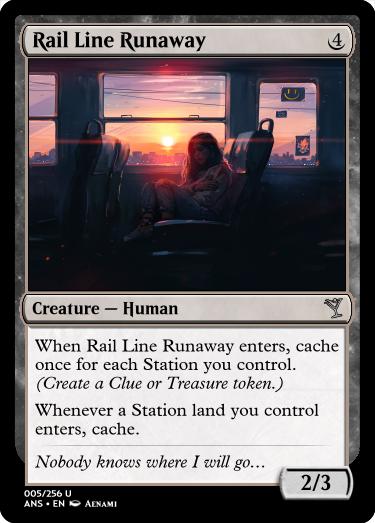 Rail Line Runaway 4
Creature — Human
When Rail Line Runaway enters, cache
once for each Station you control.
(Create a Clue or Treasure token.)
Whenever a Station land you control
enters, cache.
Nobody knows where I will go…
2/3
005/256 U
ANS • EN Aenami